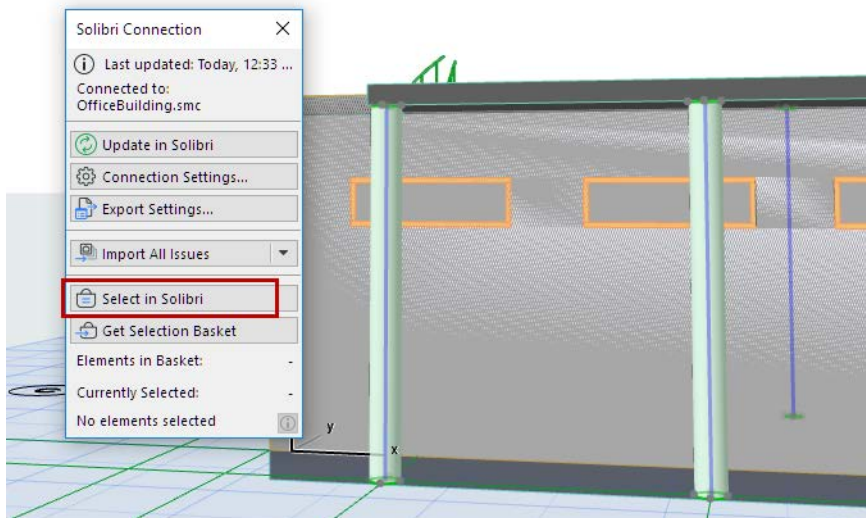 Solibri Connection
Last updated: Today, 12:33 ...
Connected to:
OfficeBuilding.smc
Update in Solibri
Connection Settings...
Export Settings...
Import All Issues
Select in Solibri
Get Selection Basket
Elements in Basket: -
Currently Selected: -
No elements selected
y
x